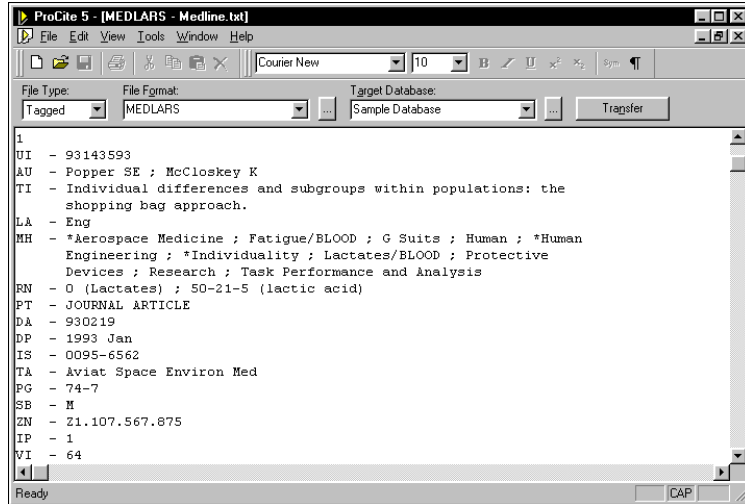 ProCite 5 - [MEDLARS - Medline.txt]
File Edit View Tools Window Help
Courier New 10 B I U x² x₂ Sym ¶
File Type: File Format: Target Database:
Tagged MEDLARS ... Sample Database ... Transfer
1
UI - 93143593
AU - Popper SE ; McCloskey K
TI - Individual differences and subgroups within populations: the
shopping bag approach.
LA - Eng
MH - *Aerospace Medicine ; Fatigue/BLOOD ; G Suits ; Human ; *Human
Engineering ; *Individuality ; Lactates/BLOOD ; Protective
Devices ; Research ; Task Performance and Analysis
RN - 0 (Lactates) ; 50-21-5 (lactic acid)
PT - JOURNAL ARTICLE
DA - 930219
DP - 1993 Jan
IS - 0095-6562
TA - Aviat Space Environ Med
PG - 74-7
SB - M
ZN - Z1.107.567.875
IP - 1
VI - 64
Ready CAP